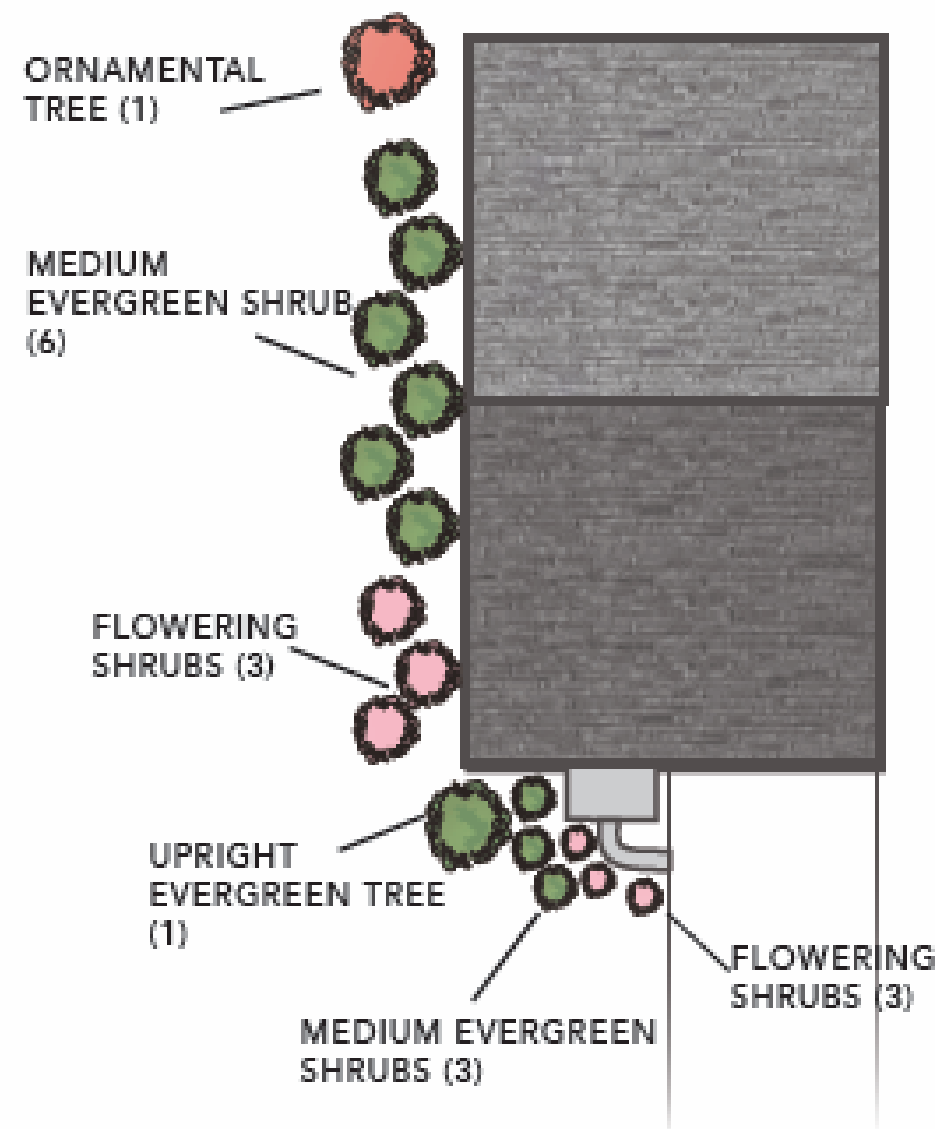 ORNAMENTAL
TREE (1)
MEDIUM
EVERGREEN SHRUB
(6)
FLOWERING
SHRUBS (3)
UPRIGHT
EVERGREEN TREE
(1)
FLOWERING
SHRUBS (3)
MEDIUM EVERGREEN
SHRUBS (3)